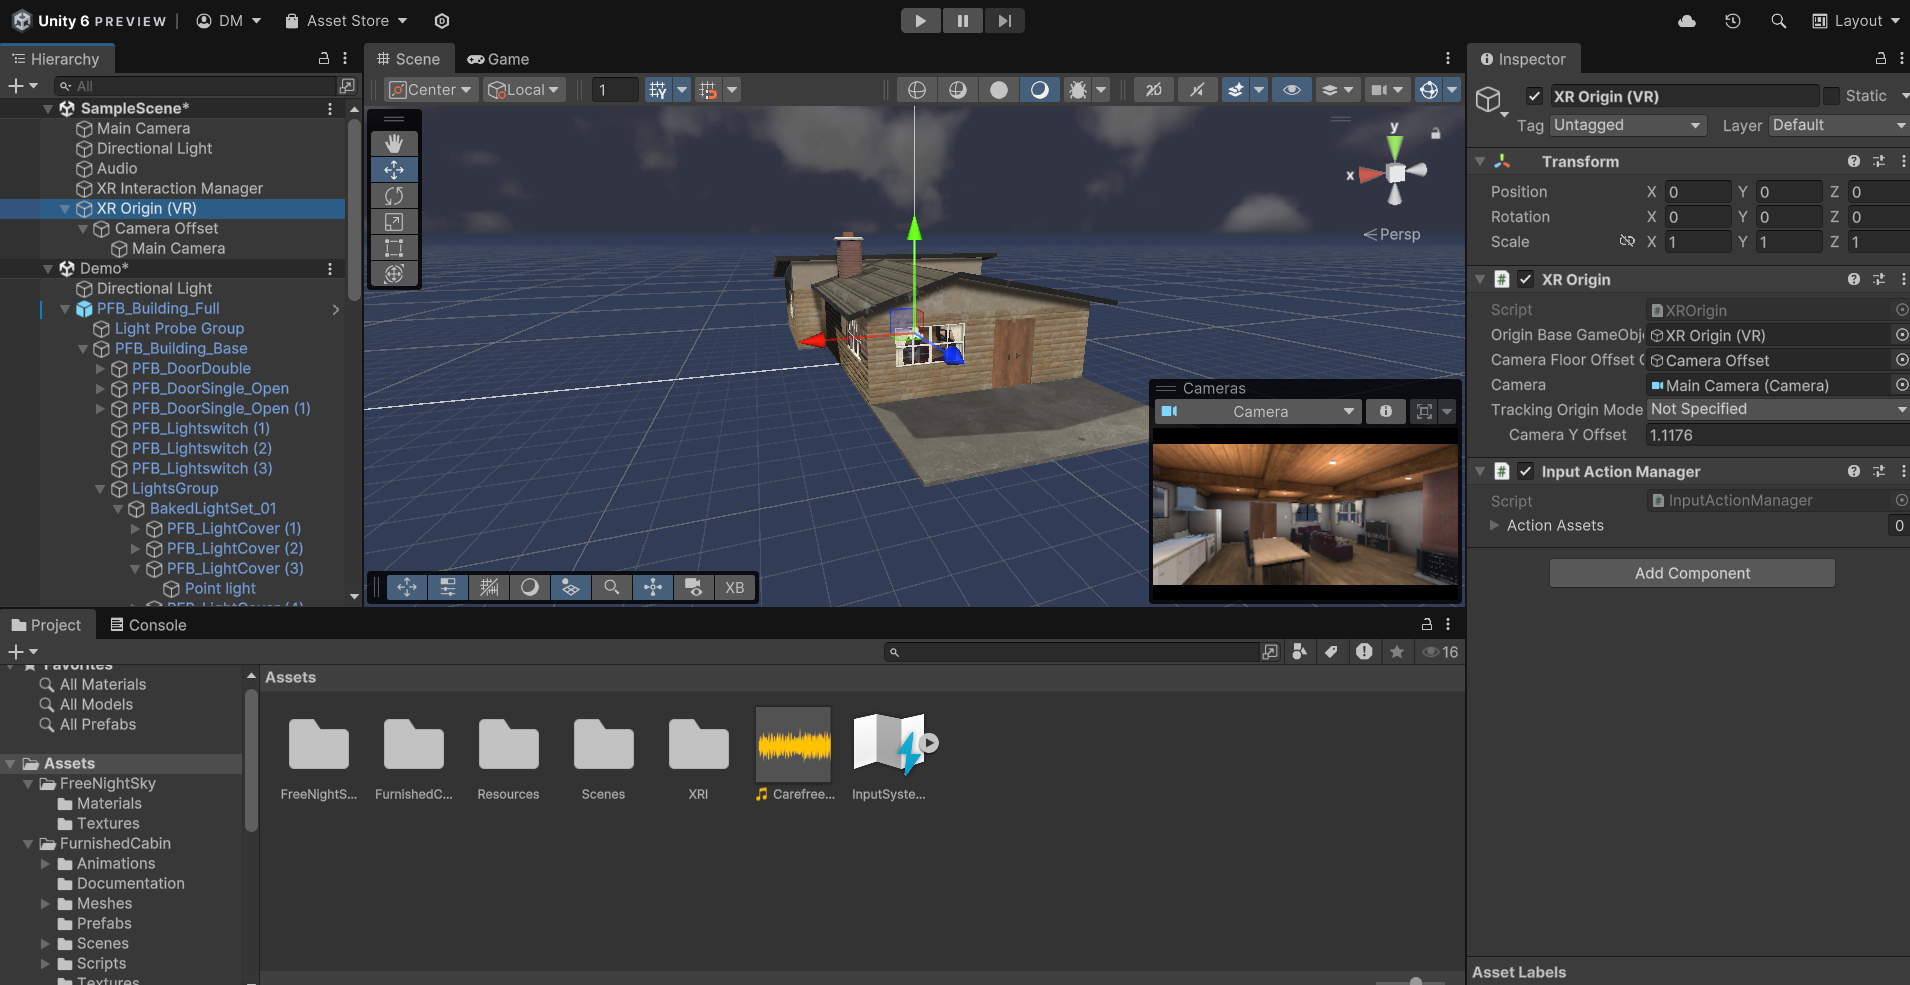 Unity 6 PREVIEW
DM
Asset Store
Layout
Hierarchy
All
SampleScene*
Main Camera
Directional Light
Audio
XR Interaction Manager
XR Origin (VR)
Camera Offset
Main Camera
Demo*
Directional Light
PFB_Building_Full
Light Probe Group
PFB_Building_Base
PFB_DoorDouble
PFB_DoorSingle_Open
PFB_DoorSingle_Open (1)
PFB_Lightswitch (1)
PFB_Lightswitch (2)
PFB_Lightswitch (3)
LightsGroup
BakedLightSet_01
PFB_LightCover (1)
PFB_LightCover (2)
PFB_LightCover (3)
Point light
Scene
Game
Center
Local
1
2D
y
x
Persp
Cameras
Camera
XB
Inspector
XR Origin (VR)
Static
Tag Untagged
Layer Default
Transform
Position X 0 Y 0 Z 0
Rotation X 0 Y 0 Z 0
Scale X 1 Y 1 Z 1
XR Origin
Script XROrigin
Origin Base GameObj XR Origin (VR)
Camera Floor Offset Camera Offset
Camera Main Camera (Camera)
Tracking Origin Mode Not Specified
Camera Y Offset 1.1176
Input Action Manager
Script InputActionManager
Action Assets 0
Add Component
Asset Labels
Project
Console
16
Favorites
All Materials
All Models
All Prefabs
Assets
FreeNightSky
Materials
Textures
FurnishedCabin
Animations
Documentation
Meshes
Prefabs
Scenes
Scripts
Textures
Assets
FreeNightS...
FurnishedC...
Resources
Scenes
XRI
Carefree...
InputSyste...